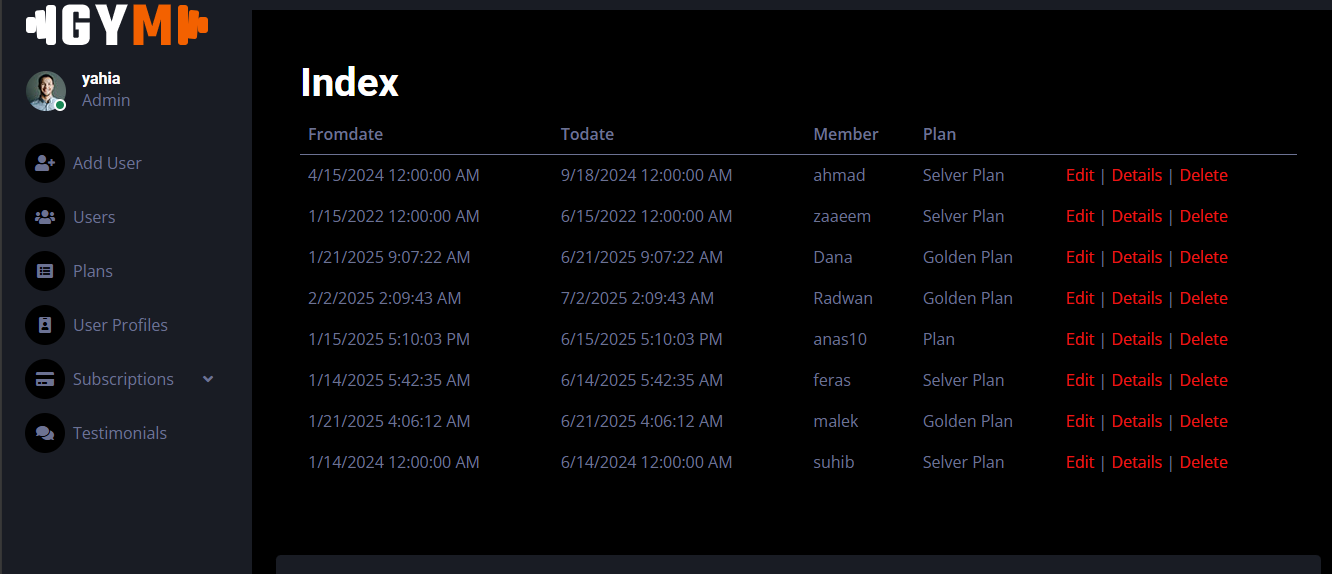 GYM
yahia
Admin
Add User
Users
Plans
User Profiles
Subscriptions
Testimonials
Index
Fromdate Todate Member Plan
4/15/2024 12:00:00 AM 9/18/2024 12:00:00 AM ahmad Selver Plan Edit | Details | Delete
1/15/2022 12:00:00 AM 6/15/2022 12:00:00 AM zaaeem Selver Plan Edit | Details | Delete
1/21/2025 9:07:22 AM 6/21/2025 9:07:22 AM Dana Golden Plan Edit | Details | Delete
2/2/2025 2:09:43 AM 7/2/2025 2:09:43 AM Radwan Golden Plan Edit | Details | Delete
1/15/2025 5:10:03 PM 6/15/2025 5:10:03 PM anas10 Plan Edit | Details | Delete
1/14/2025 5:42:35 AM 6/14/2025 5:42:35 AM feras Selver Plan Edit | Details | Delete
1/21/2025 4:06:12 AM 6/21/2025 4:06:12 AM malek Golden Plan Edit | Details | Delete
1/14/2024 12:00:00 AM 6/14/2024 12:00:00 AM suhib Selver Plan Edit | Details | Delete